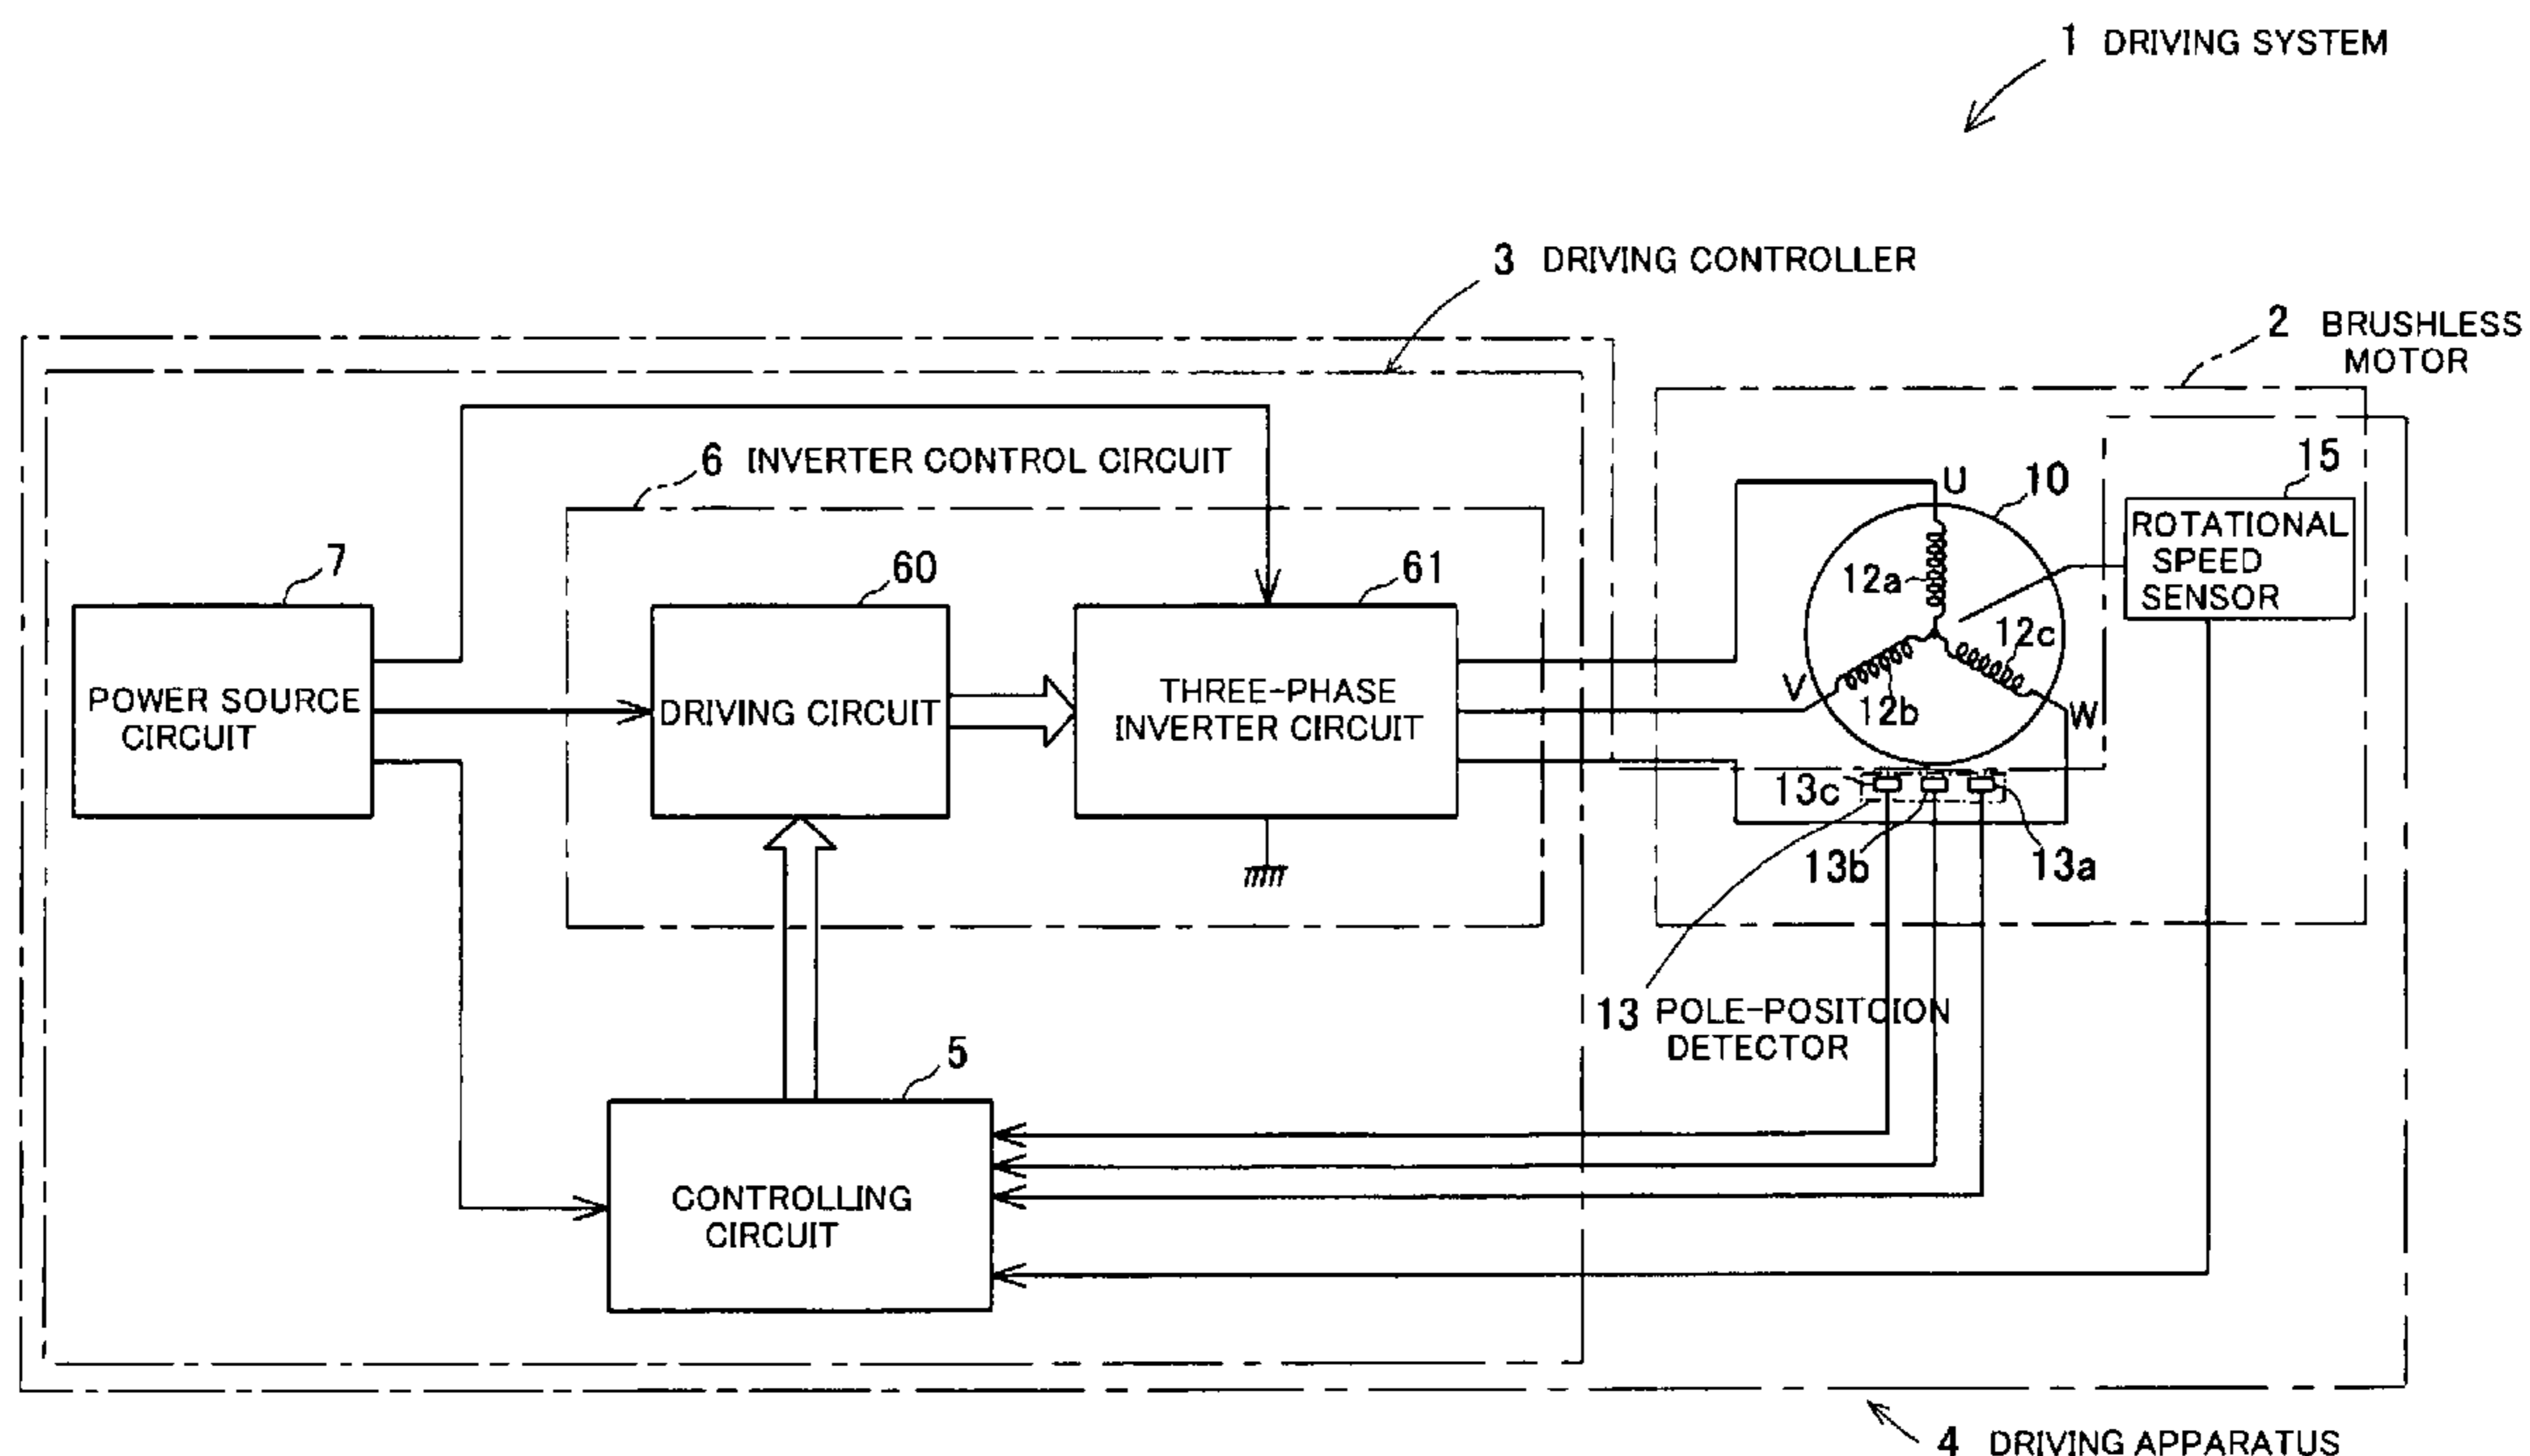 1 DRIVING SYSTEM
3 DRIVING CONTROLLER
2 BRUSHLESS
MOTOR
6 INVERTER CONTROL CIRCUIT
7
60
61
U
10
15
ROTATIONAL
SPEED
SENSOR
12a
12c
V
12b
W
POWER SOURCE
CIRCUIT
DRIVING CIRCUIT
THREE-PHASE
INVERTER CIRCUIT
13c
13b
13a
13 POLE-POSITCION
DETECTOR
5
CONTROLLING
CIRCUIT
4 DRIVING APPARATUS